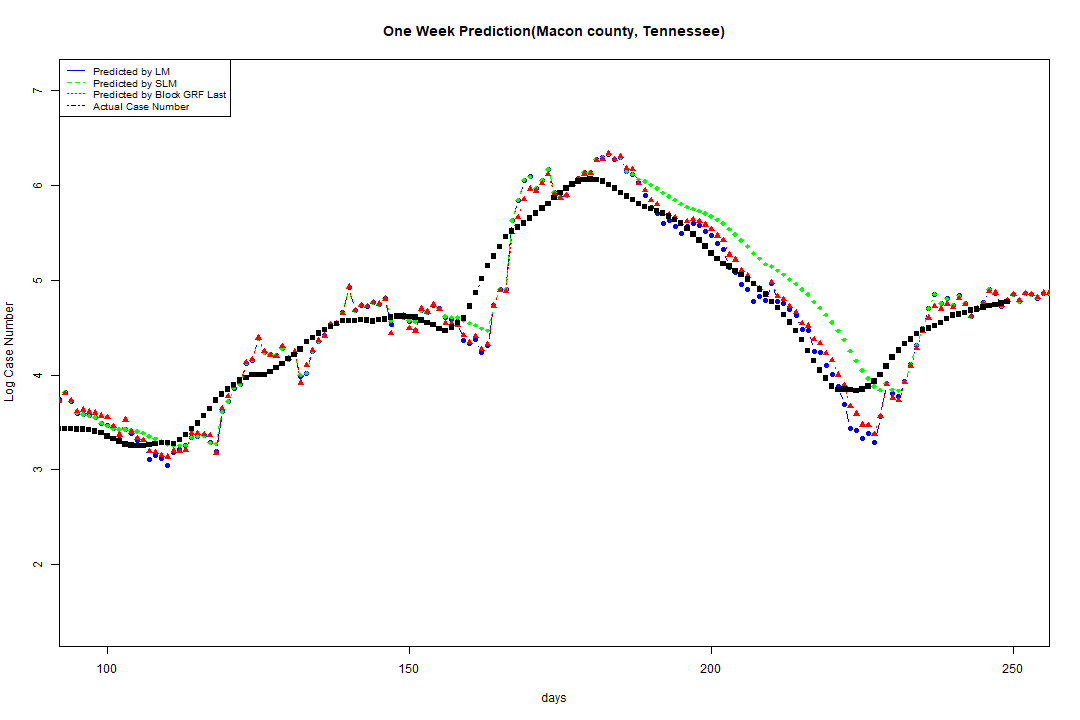 One Week Prediction(Macon county, Tennessee)
Predicted by LM
Predicted by SLM
Predicted by Block GRF Last
Actual Case Number
7
6
5
4
3
2
Log Case Number
100 150 200 250
days